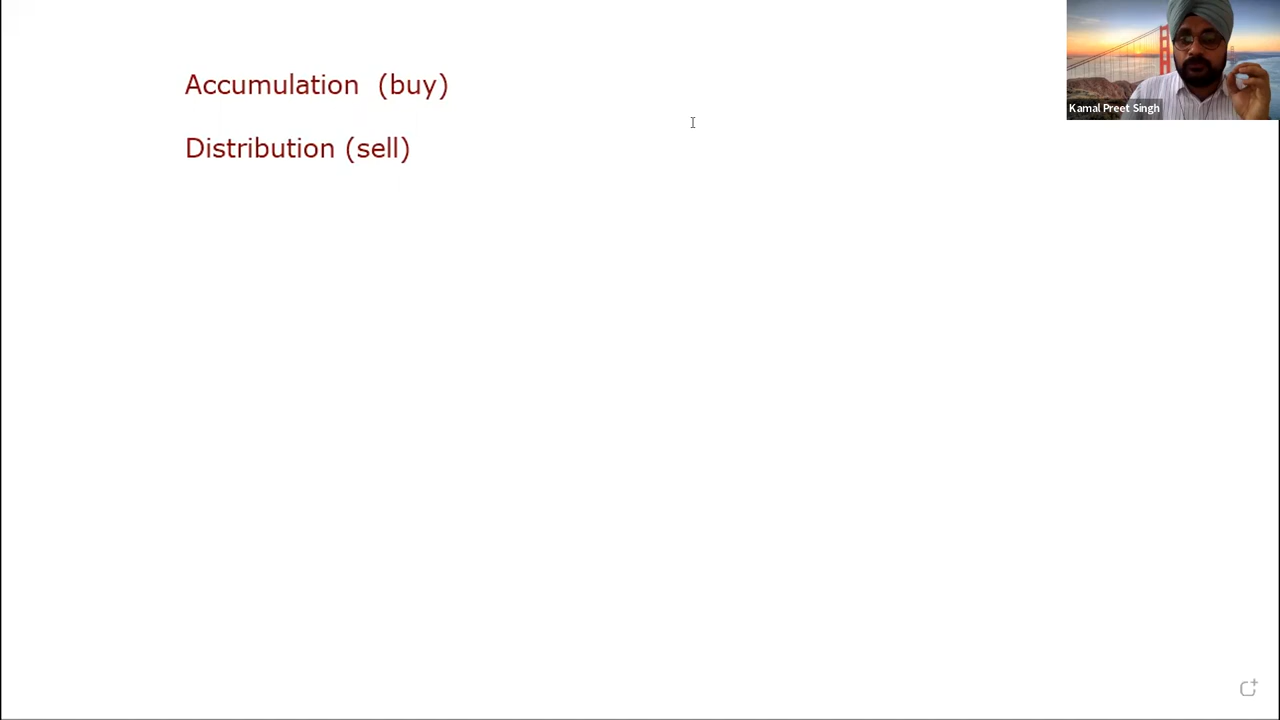 Accumulation (buy)
Distribution (sell)
Kamal Preet Singh